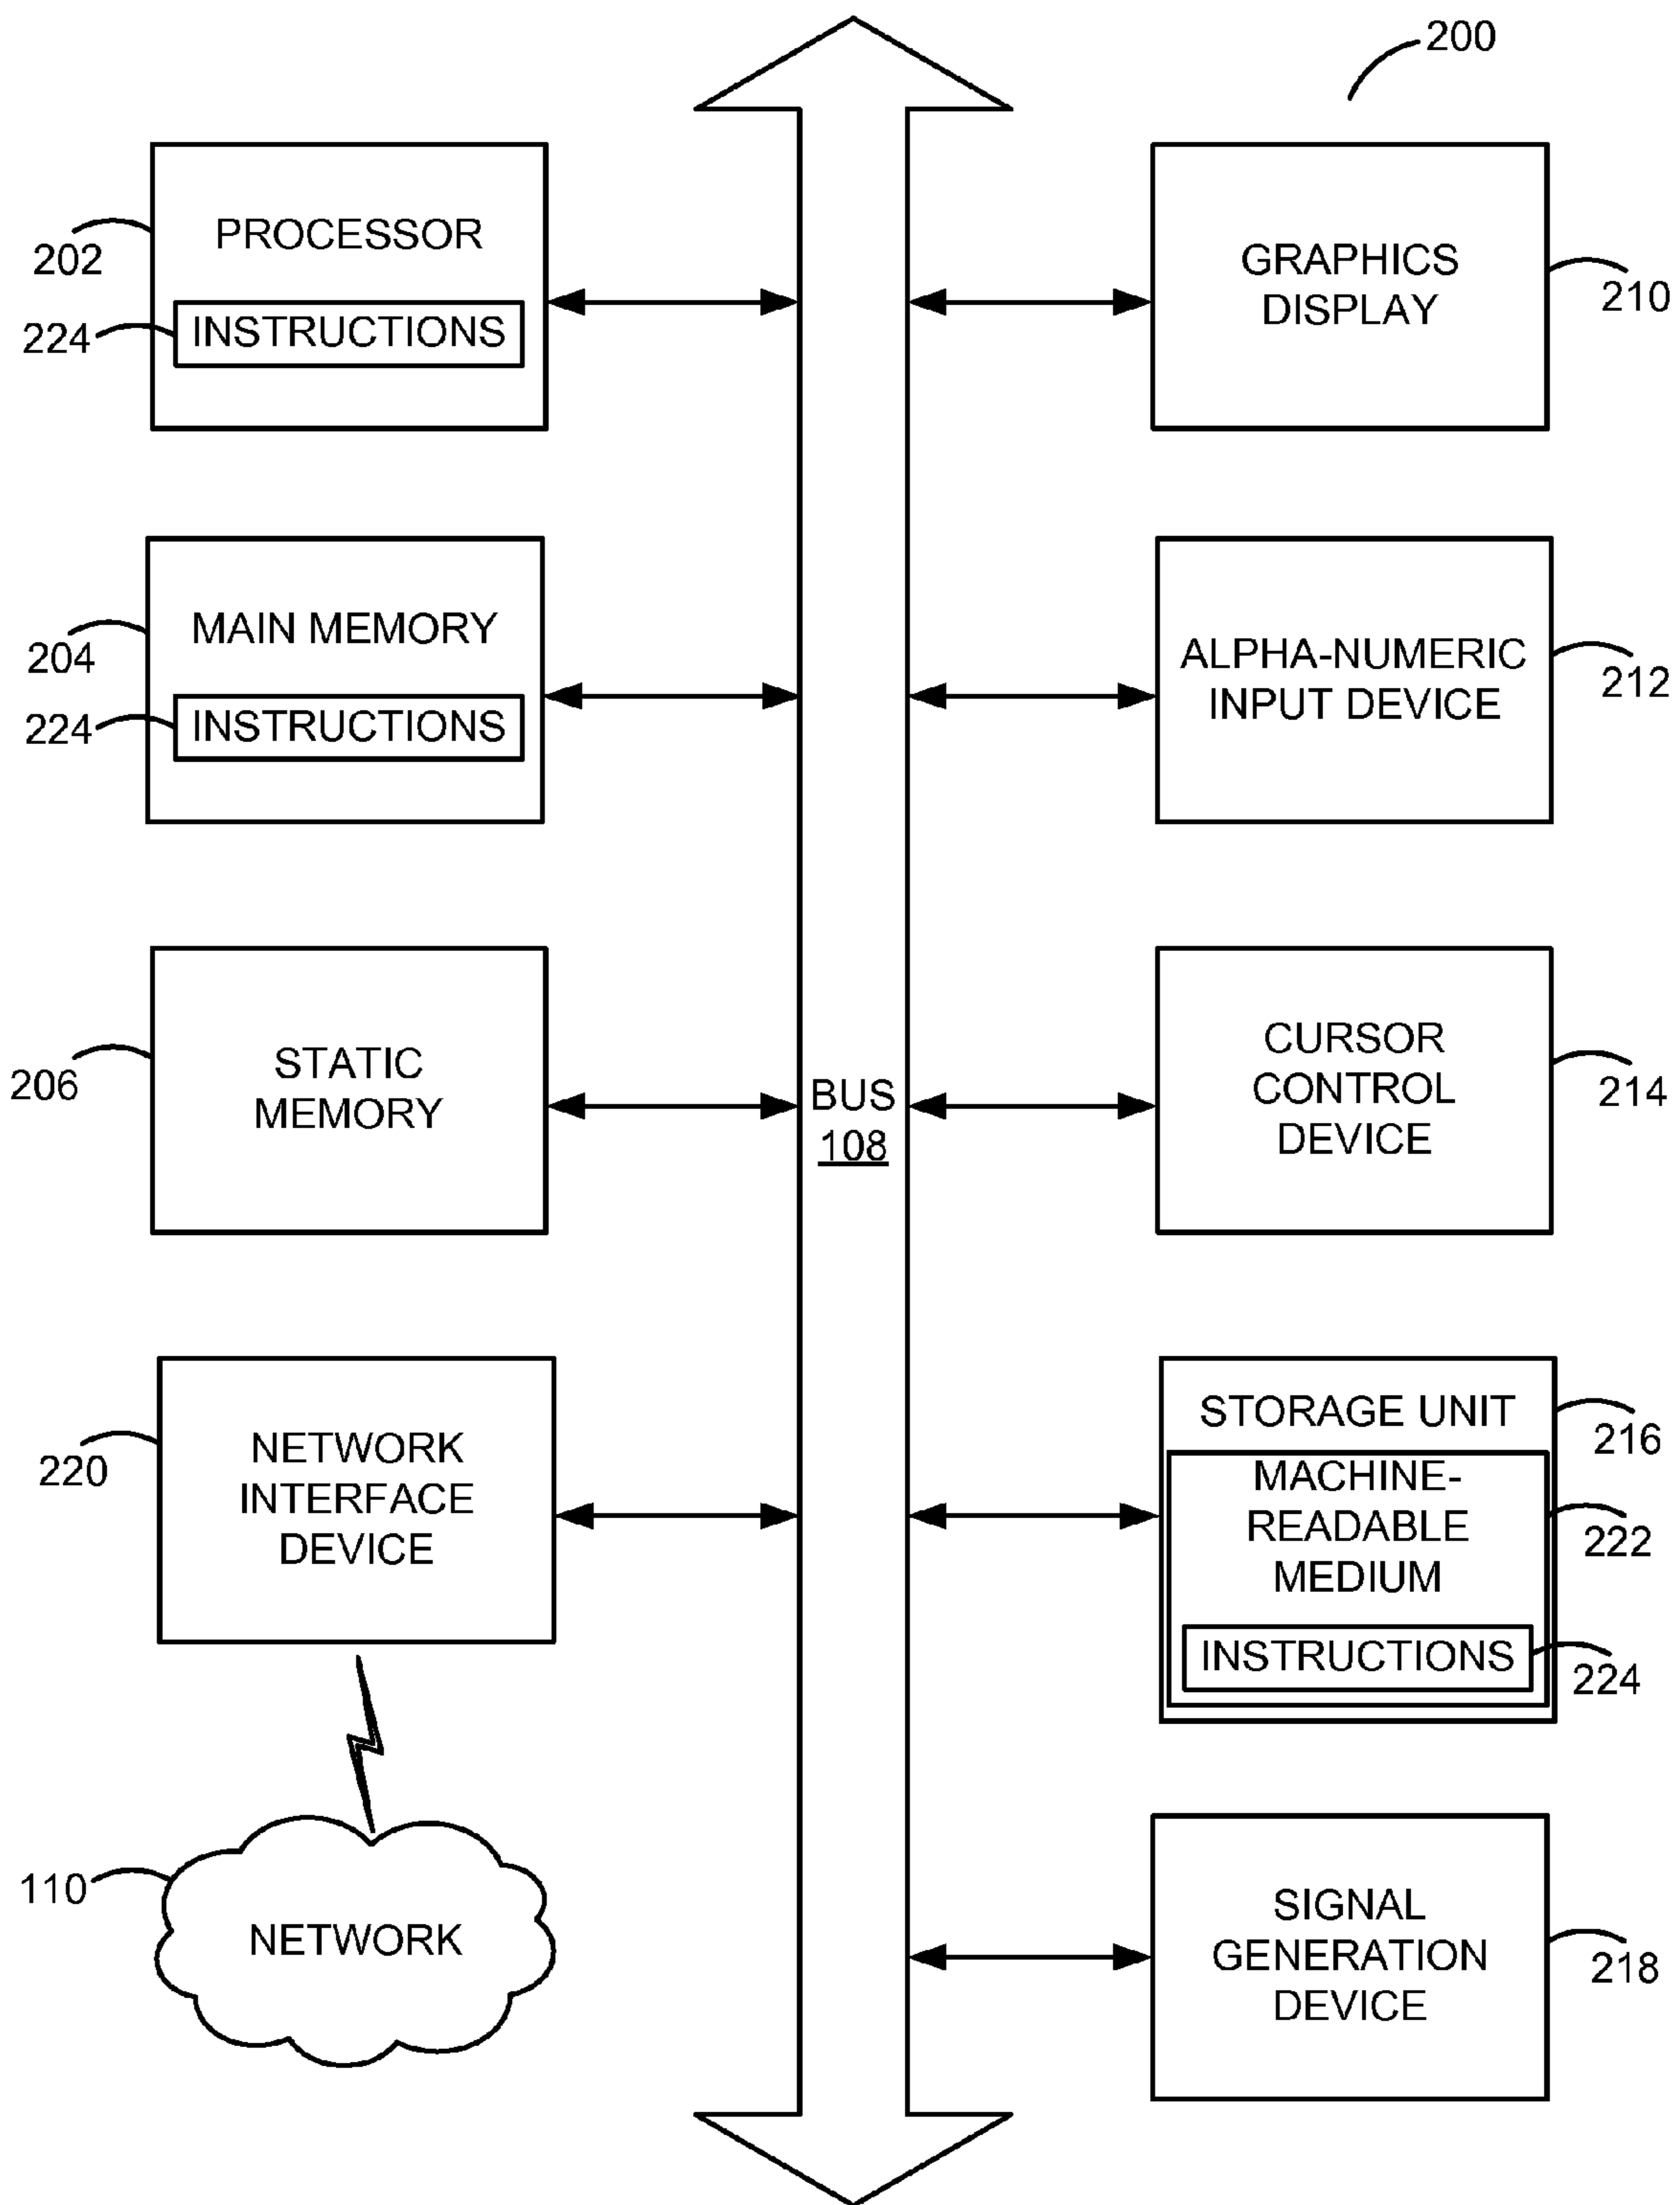 200
PROCESSOR
202
INSTRUCTIONS
224
GRAPHICS
DISPLAY
210
MAIN MEMORY
204
INSTRUCTIONS
224
ALPHA-NUMERIC
INPUT DEVICE
212
STATIC
MEMORY
206
BUS
108
CURSOR
CONTROL
DEVICE
214
NETWORK
INTERFACE
DEVICE
220
STORAGE UNIT
216
MACHINE-
READABLE
MEDIUM
222
INSTRUCTIONS
224
110
NETWORK
SIGNAL
GENERATION
DEVICE
218